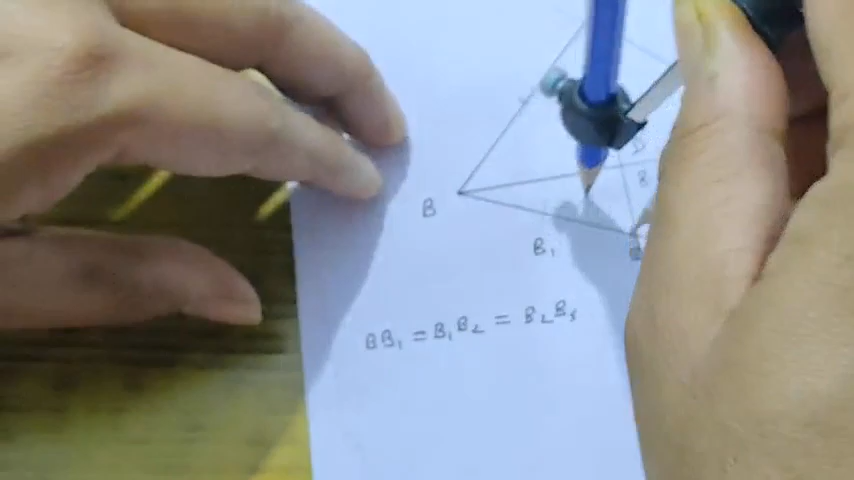 B
B₁
BB₁ = B₁B₂ = B₂B₃